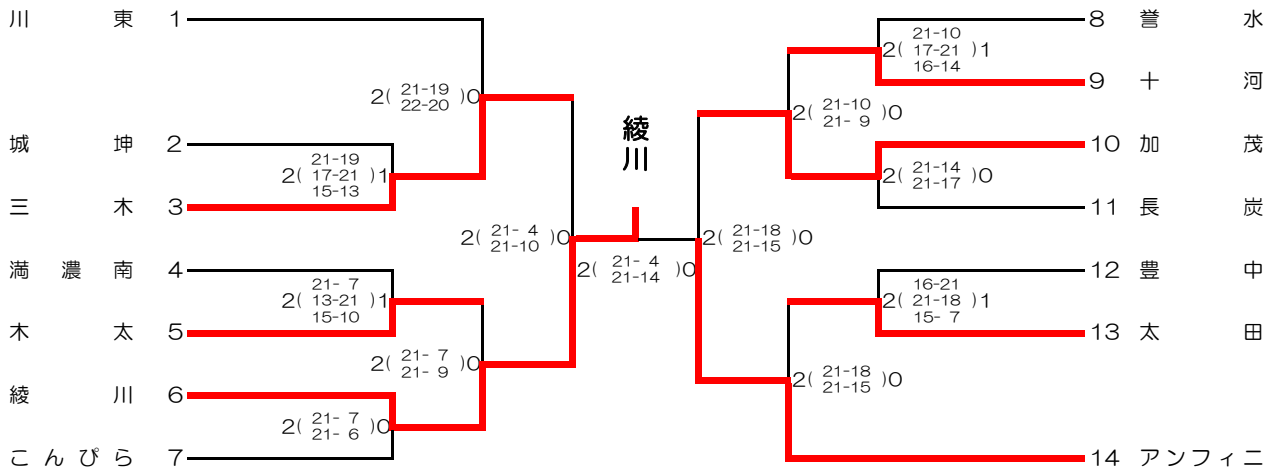 川東 1
城坤 2
三木 3
満濃南 4
木太 5
綾川 6
こんぴら 7
2( 21-19 22-20 )0
2( 21-19 17-21 15-13 )1
2( 21- 4 21-10 )0
2( 21- 7 13-21 15-10 )1
2( 21- 7 21- 9 )0
2( 21- 7 21- 6 )0
綾川
2( 21- 4 21-14 )0
2( 21-10 17-21 16-14 )1
2( 21-10 21- 9 )0
2( 21-14 21-17 )0
2( 21-18 21-15 )0
2( 16-21 21-18 15- 7 )1
2( 21-18 21-15 )0
8 誉水
9 十河
10 加茂
11 長炭
12 豊中
13 太田
14 アンフィニ